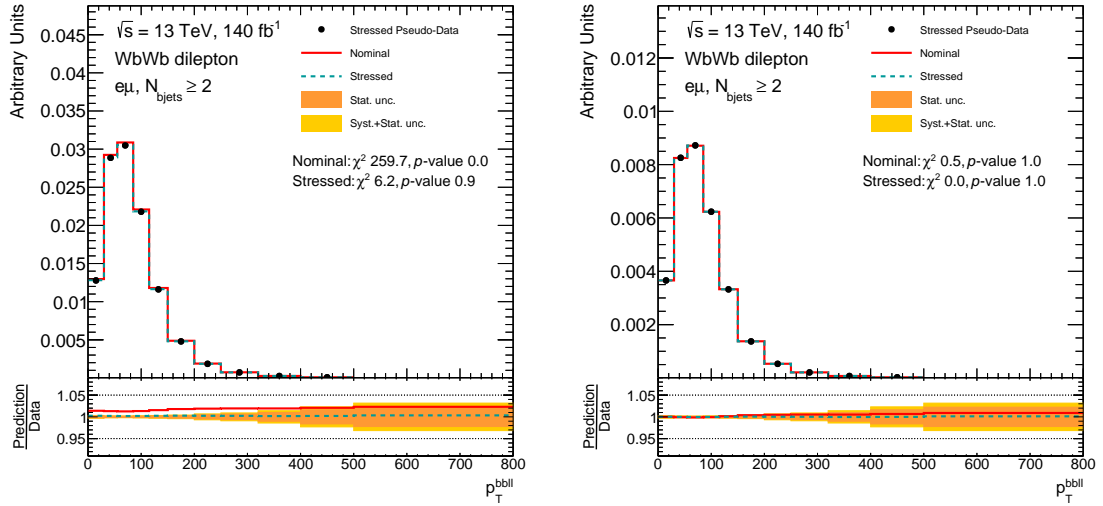 √s = 13 TeV, 140 fb⁻¹
WbWb dilepton
eμ, N_bjets ≥ 2
Stressed Pseudo-Data
Nominal
Stressed
Stat. unc.
Syst.+Stat. unc.
Nominal: χ² 259.7, p-value 0.0
Stressed: χ² 6.2, p-value 0.9
Arbitrary Units
0.045
0.04
0.035
0.03
0.025
0.02
0.015
0.01
0.005
Prediction
Data
1.05
1
0.95
0 100 200 300 400 500 600 700 800
p_T^bbll
√s = 13 TeV, 140 fb⁻¹
WbWb dilepton
eμ, N_bjets ≥ 2
Stressed Pseudo-Data
Nominal
Stressed
Stat. unc.
Syst.+Stat. unc.
Nominal: χ² 0.5, p-value 1.0
Stressed: χ² 0.0, p-value 1.0
Arbitrary Units
0.012
0.01
0.008
0.006
0.004
0.002
Prediction
Data
1.05
1
0.95
0 100 200 300 400 500 600 700 800
p_T^bbll